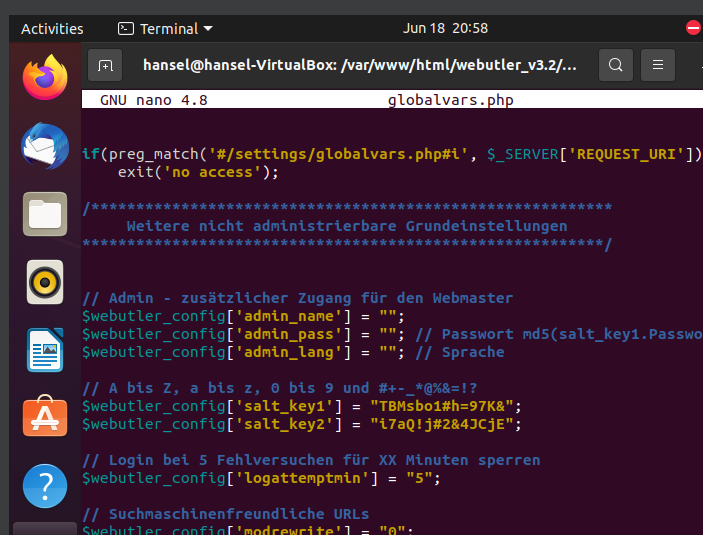 Activities Terminal Jun 18 20:58
hansel@hansel-VirtualBox: /var/www/html/webutler_v3.2/...
GNU nano 4.8 globalvars.php
if(preg_match('#/settings/globalvars.php#i', $_SERVER['REQUEST_URI'])
exit('no access');
/**********************************************************
Weitere nicht administrierbare Grundeinstellungen
**********************************************************/
// Admin - zusätzlicher Zugang für den Webmaster
$webutler_config['admin_name'] = "";
$webutler_config['admin_pass'] = ""; // Passwort md5(salt_key1.Passwo
$webutler_config['admin_lang'] = ""; // Sprache
// A bis Z, a bis z, 0 bis 9 und #+-_*@%&=!?
$webutler_config['salt_key1'] = "TBMsbo1#h=97K&";
$webutler_config['salt_key2'] = "i7aQ!j#2&4JCjE";
// Login bei 5 Fehlversuchen für XX Minuten sperren
$webutler_config['logattemptmin'] = "5";
// Suchmaschinenfreundliche URLs
$webutler_config['modrewrite'] = "0";